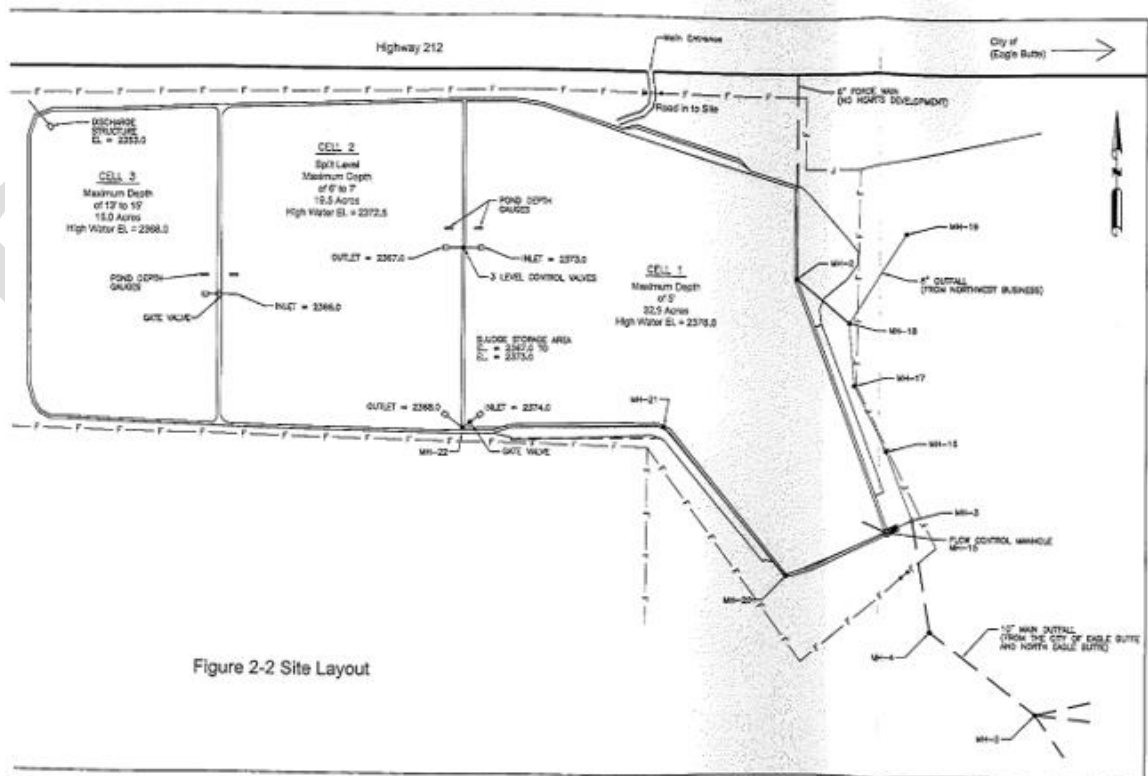 Highway 212
Main Entrance
City of
(Eagle Butte)
Road in to Site
6" FORCE MAIN
(NO HEARTS DEVELOPMENT)
DISCHARGE
STRUCTURE
EL = 2353.0
CELL 3
Maximum Depth
of 13' to 15'
15.0 Acres
High Water El. = 2368.0
CELL 2
Split Level
Maximum Depth
of 6' to 7'
19.5 Acres
High Water El. = 2372.5
POND DEPTH
GAUGES
OUTLET = 2367.0
INLET = 2373.0
3 LEVEL CONTROL VALVES
POND DEPTH
GAUGES
INLET = 2366.0
GATE VALVE
CELL 1
Maximum Depth
of 5'
32.9 Acres
High Water El. = 2378.0
SLUDGE STORAGE AREA
EL. = 2367.0 TO
EL. = 2373.0
MH-19
8" OUTFALL
(FROM NORTHWEST BUSINESS)
MH-18
MH-17
OUTLET = 2368.0
INLET = 2374.0
MH-21
MH-22
GATE VALVE
MH-3
FLOW CONTROL MANHOLE
MH-15
MH-20
10" MAIN OUTFALL
(FROM THE CITY OF EAGLE BUTTE
AND NORTH EAGLE BUTTE)
MH-4
Figure 2-2 Site Layout
N